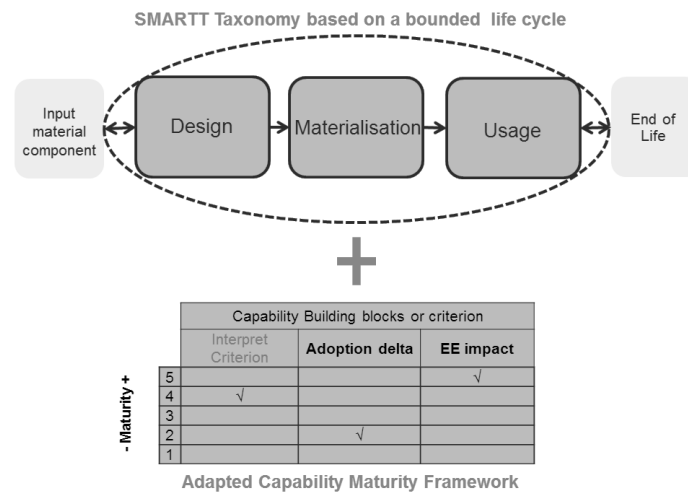 SMARTT Taxonomy based on a bounded life cycle
Input
material
component
Design
Materialisation
Usage
End of
Life
+
Capability Building blocks or criterion
Interpret
Criterion
Adoption delta
EE impact
- Maturity +
5 √
4 √
3
2 √
1
Adapted Capability Maturity Framework